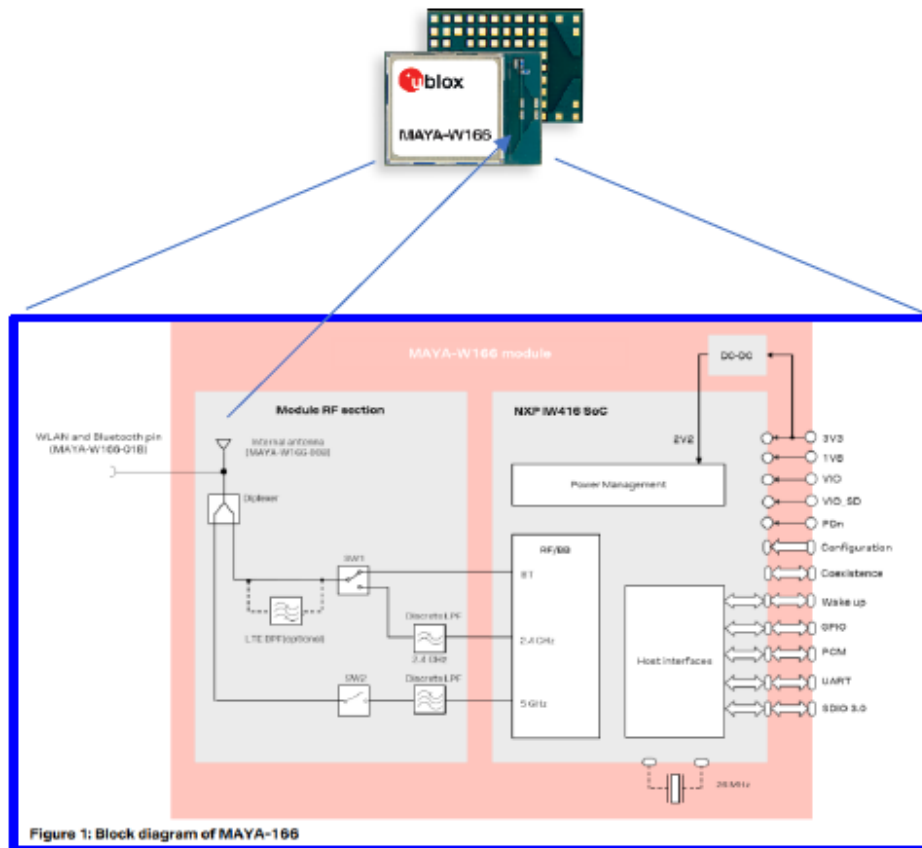 ublox
MAYA-W166
MAYA-W166 module
DC-DC
Module RF section
NXP IW416 SoC
WLAN and Bluetooth pin
(MAYA-W166-01B)
Internal antenna
2V2
3V3
1V8
VIO
VIO_SD
PDn
Configuration
Coexistence
Wake up
GPIO
PCM
UART
SDIO 3.0
Power Management
Diplexer
RF/BB
SW1
BT
LTE BPF(optional)
Discrete LPF
2.4 GHz
2.4 GHz
Host interfaces
SW2
Discrete LPF
5 GHz
26 MHz
Figure 1: Block diagram of MAYA-166